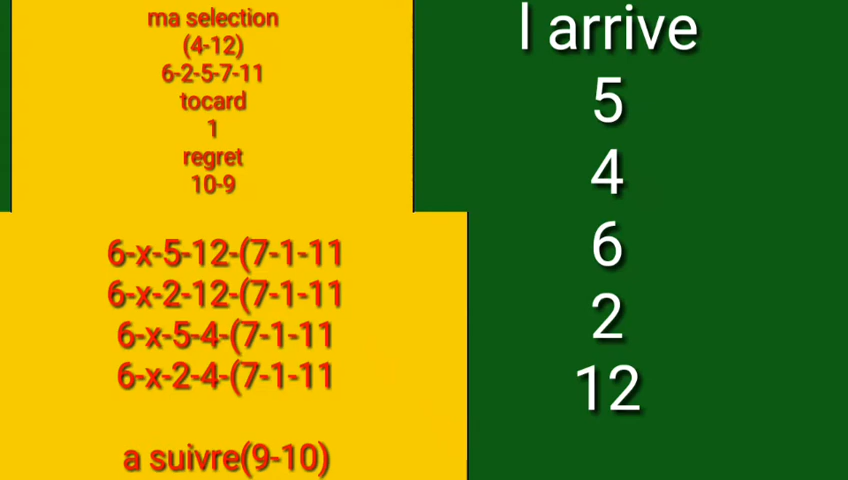 ma selection
(4-12)
6-2-5-7-11
tocard
1
regret
10-9
6-x-5-12-(7-1-11
6-x-2-12-(7-1-11
6-x-5-4-(7-1-11
6-x-2-4-(7-1-11
a suivre(9-10)
l arrive
5
4
6
2
12